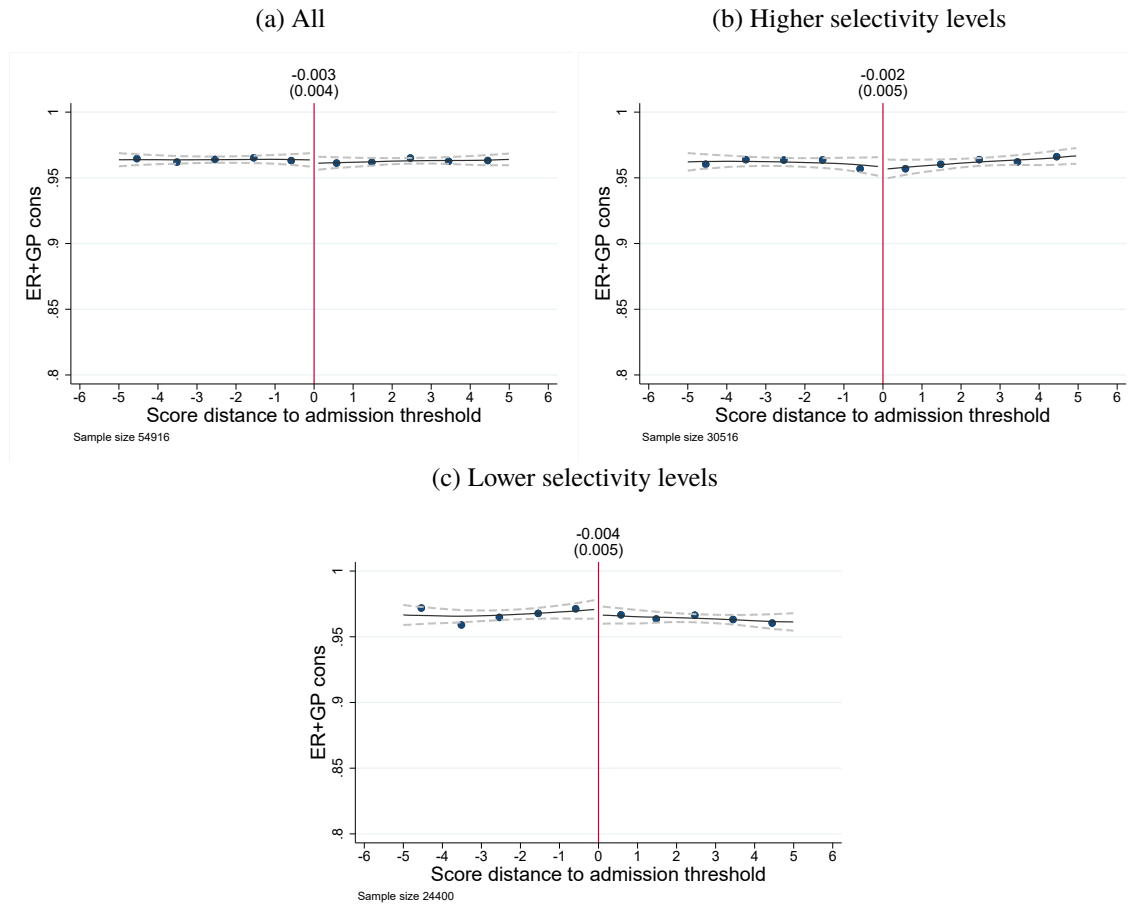 (a) All
-0.003
(0.004)
1
.95
.9
.85
.8
ER+GP cons
-6 -5 -4 -3 -2 -1 0 1 2 3 4 5 6
Score distance to admission threshold
Sample size 54916
(b) Higher selectivity levels
-0.002
(0.005)
1
.95
.9
.85
.8
ER+GP cons
-6 -5 -4 -3 -2 -1 0 1 2 3 4 5 6
Score distance to admission threshold
Sample size 30516
(c) Lower selectivity levels
-0.004
(0.005)
1
.95
.9
.85
.8
ER+GP cons
-6 -5 -4 -3 -2 -1 0 1 2 3 4 5 6
Score distance to admission threshold
Sample size 24400